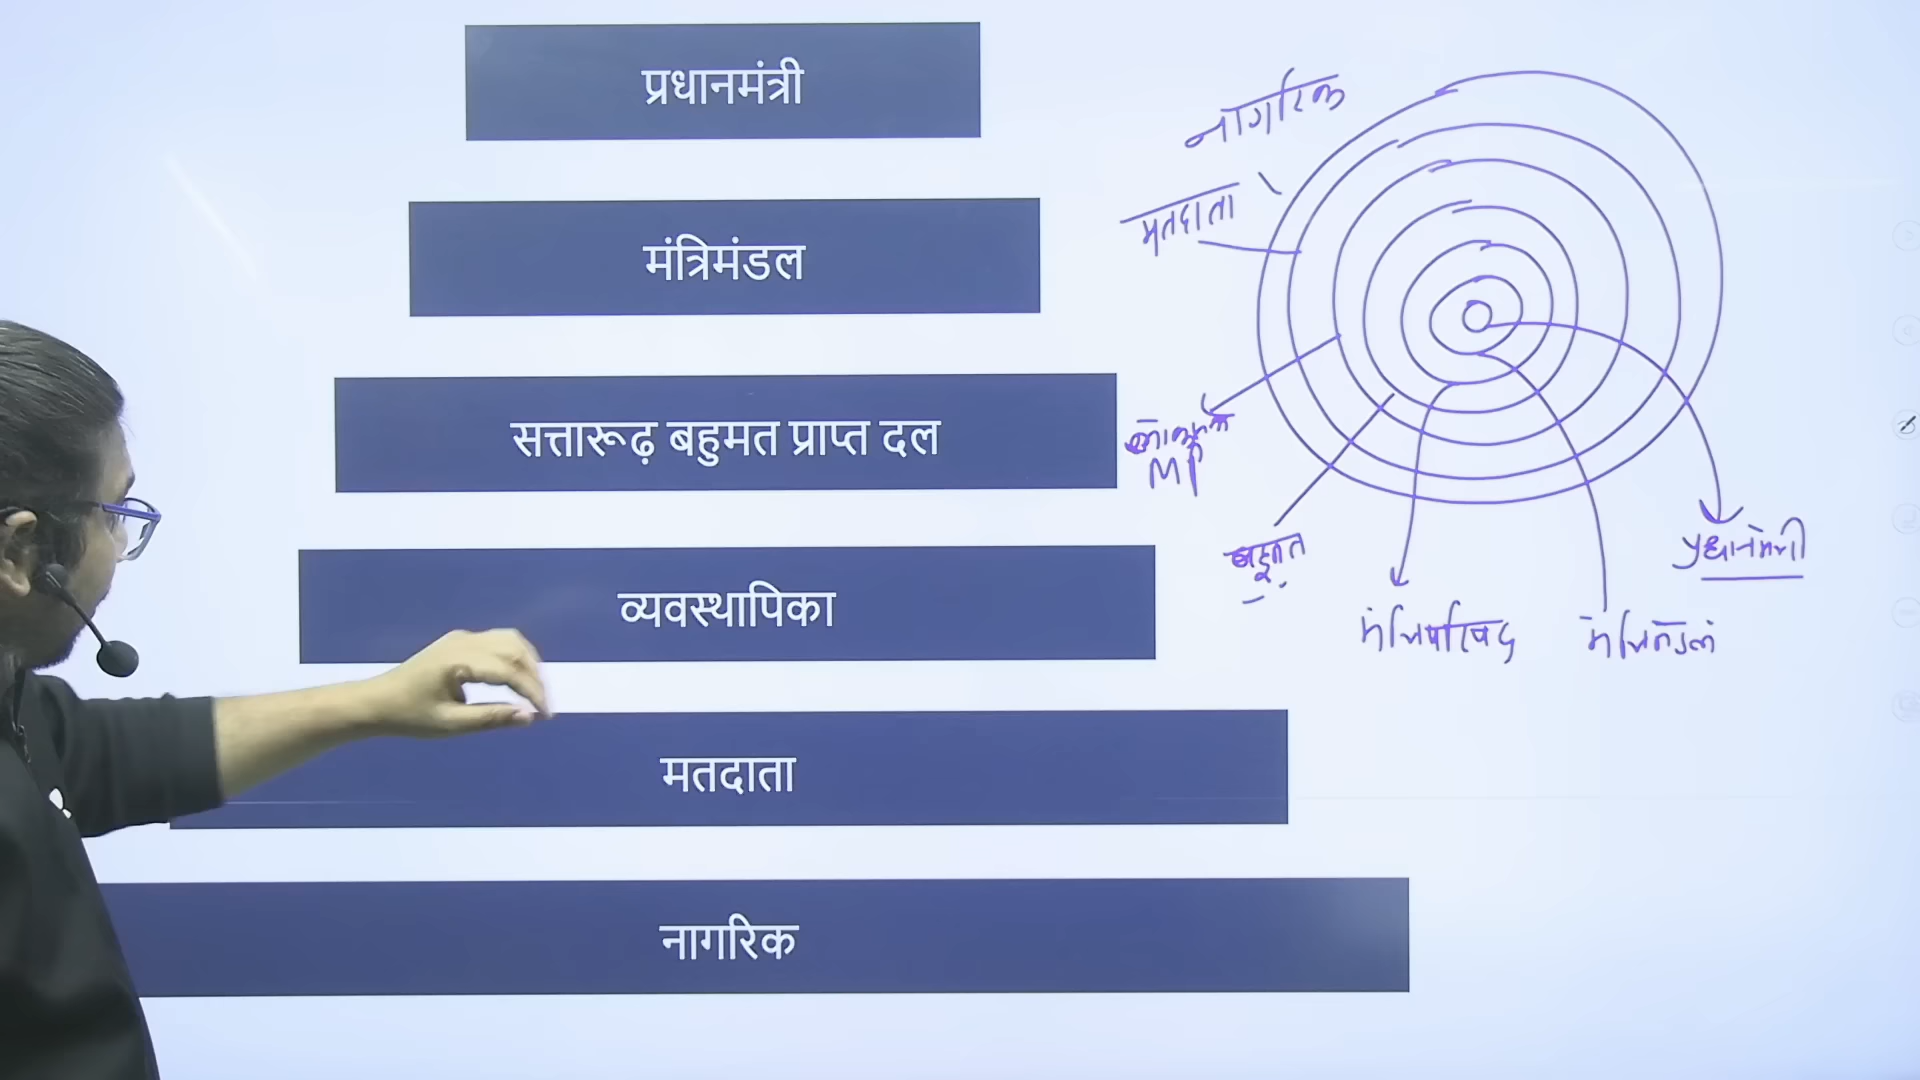 प्रधानमंत्री
मंत्रिमंडल
सत्तारूढ़ बहुमत प्राप्त दल
व्यवस्थापिका
मतदाता
नागरिक
नागरिक
मतदाता
MP
बहुमत
मंत्रिपरिषद
मंत्रिमंडल
प्रधानमंत्री